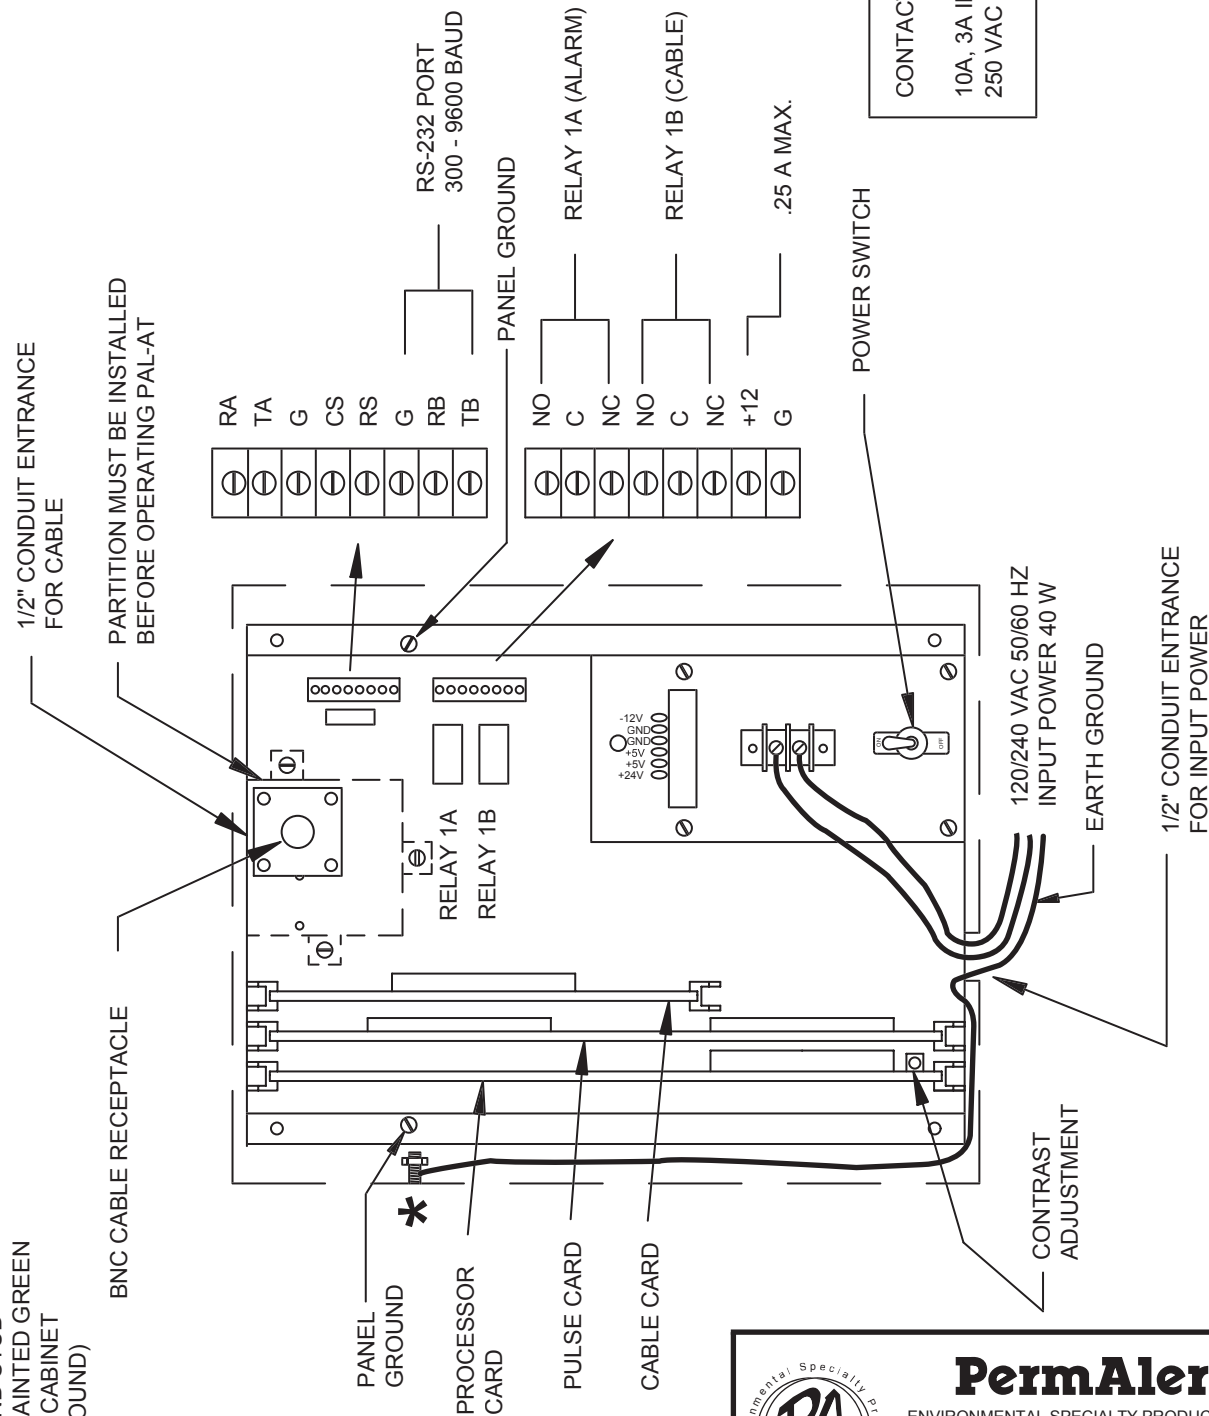 AINTED GREEN
CABINET
OUND)
1/2" CONDUIT ENTRANCE
FOR CABLE
BNC CABLE RECEPTACLE
PARTITION MUST BE INSTALLED
BEFORE OPERATING PAL-AT
RA
TA
G
CS
RS
G
RB
TB
RS-232 PORT
300 - 9600 BAUD
PANEL GROUND
PANEL
GROUND
*
PROCESSOR
CARD
PULSE CARD
CABLE CARD
RELAY 1A
RELAY 1B
NO
C
NC
NO
C
NC
+12
G
RELAY 1A (ALARM)
RELAY 1B (CABLE)
.25 A MAX.
-12V
GND
GND
+5V
+5V
+24V
ON
OFF
POWER SWITCH
CONTAC
10A, 3A
250 VAC
120/240 VAC 50/60 HZ
INPUT POWER 40 W
EARTH GROUND
CONTRAST
ADJUSTMENT
1/2" CONDUIT ENTRANCE
FOR INPUT POWER
nmental Specialty Pr
PermAler
ENVIRONMENTAL SPECIALTY PRODUC